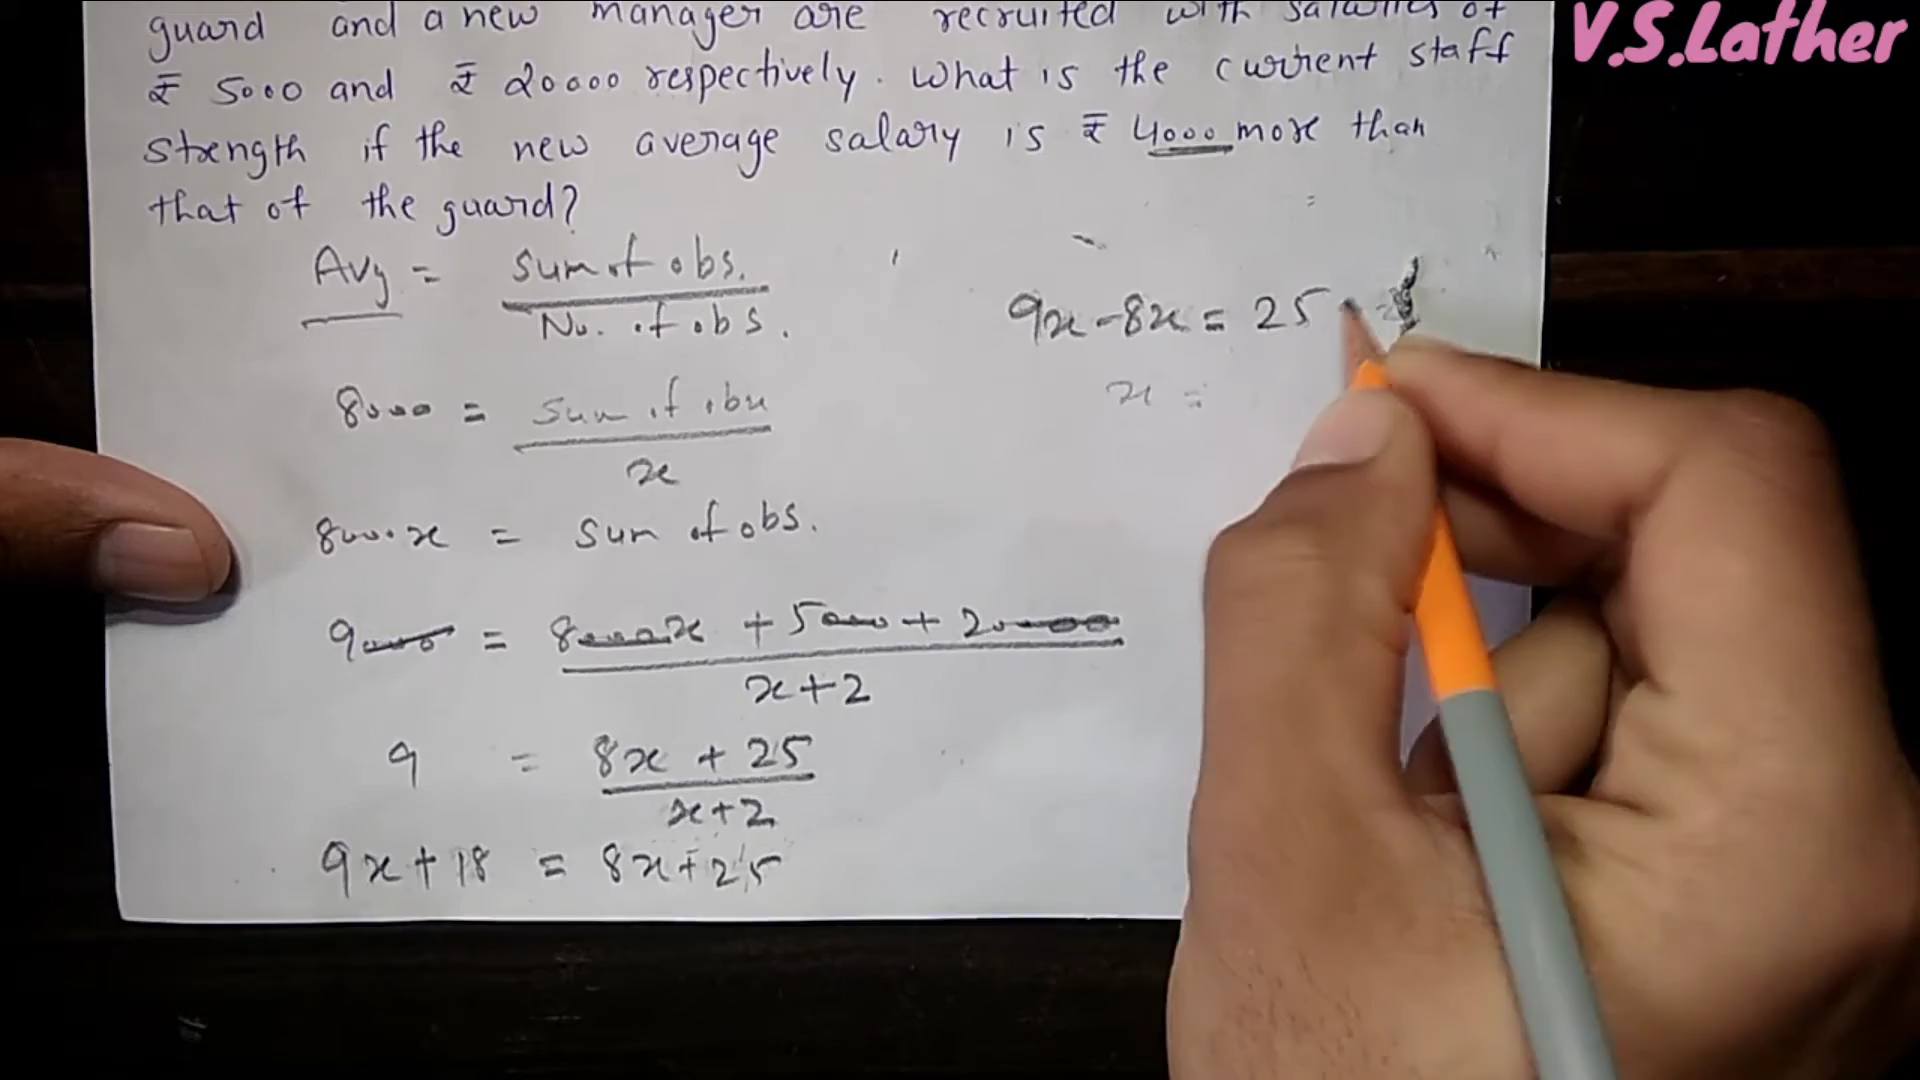 guard and a new manager are recruited with salaries of
₹ 5000 and ₹ 20000 respectively. What is the current staff
strength if the new average salary is ₹ 4000 more than
that of the guard?
V.S.Lather
Avg = sum of obs.
No. of obs.
8000 = sum of obs
x
8000.x = sum of obs.
9000 = 8000x + 5000 + 20000
x+2
9 = 8x + 25
x+2
9x+18 = 8x+25
9x-8x = 25
x =